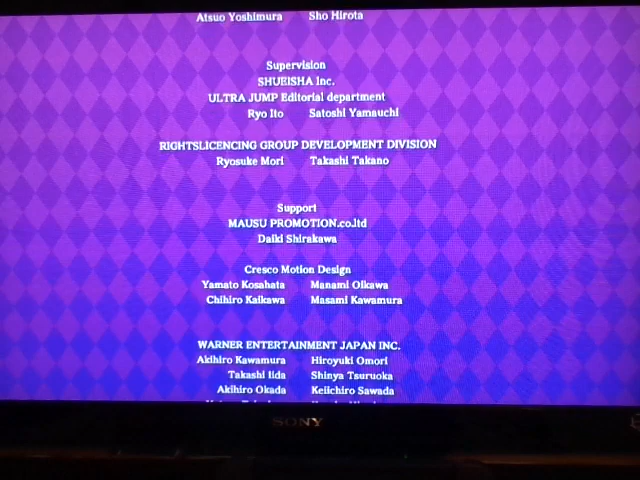 Atsuo Yoshimura Sho Hirota
Supervision
SHUEISHA Inc.
ULTRA JUMP Editorial department
Ryo Ito Satoshi Yamauchi
RIGHTSLICENCING GROUP DEVELOPMENT DIVISION
Ryosuke Mori Takashi Takano
Support
MAUSU PROMOTION.co.ltd
Daiki Shirakawa
Cresco Motion Design
Yamato Kosahata Manami Oikawa
Chihiro Kaikawa Masami Kawamura
WARNER ENTERTAINMENT JAPAN INC.
Akihiro Kawamura Hiroyuki Omori
Takashi Iida Shinya Tsuruoka
Akihiro Okada Keiichiro Sawada
SONY